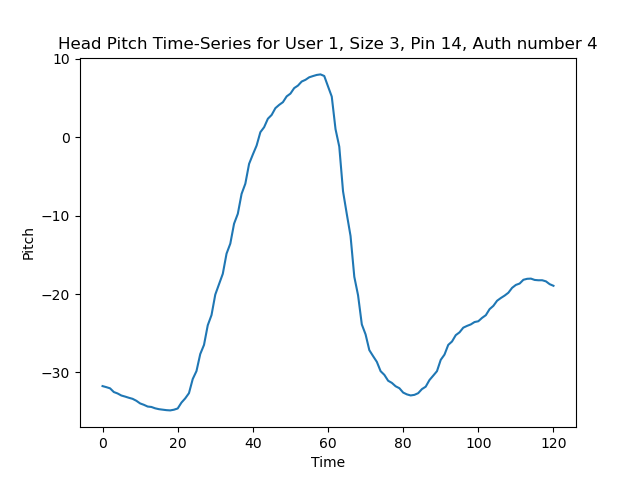 Head Pitch Time-Series for User 1, Size 3, Pin 14, Auth number 4
10
0
−10
−20
−30
Pitch
0 20 40 60 80 100 120
Time